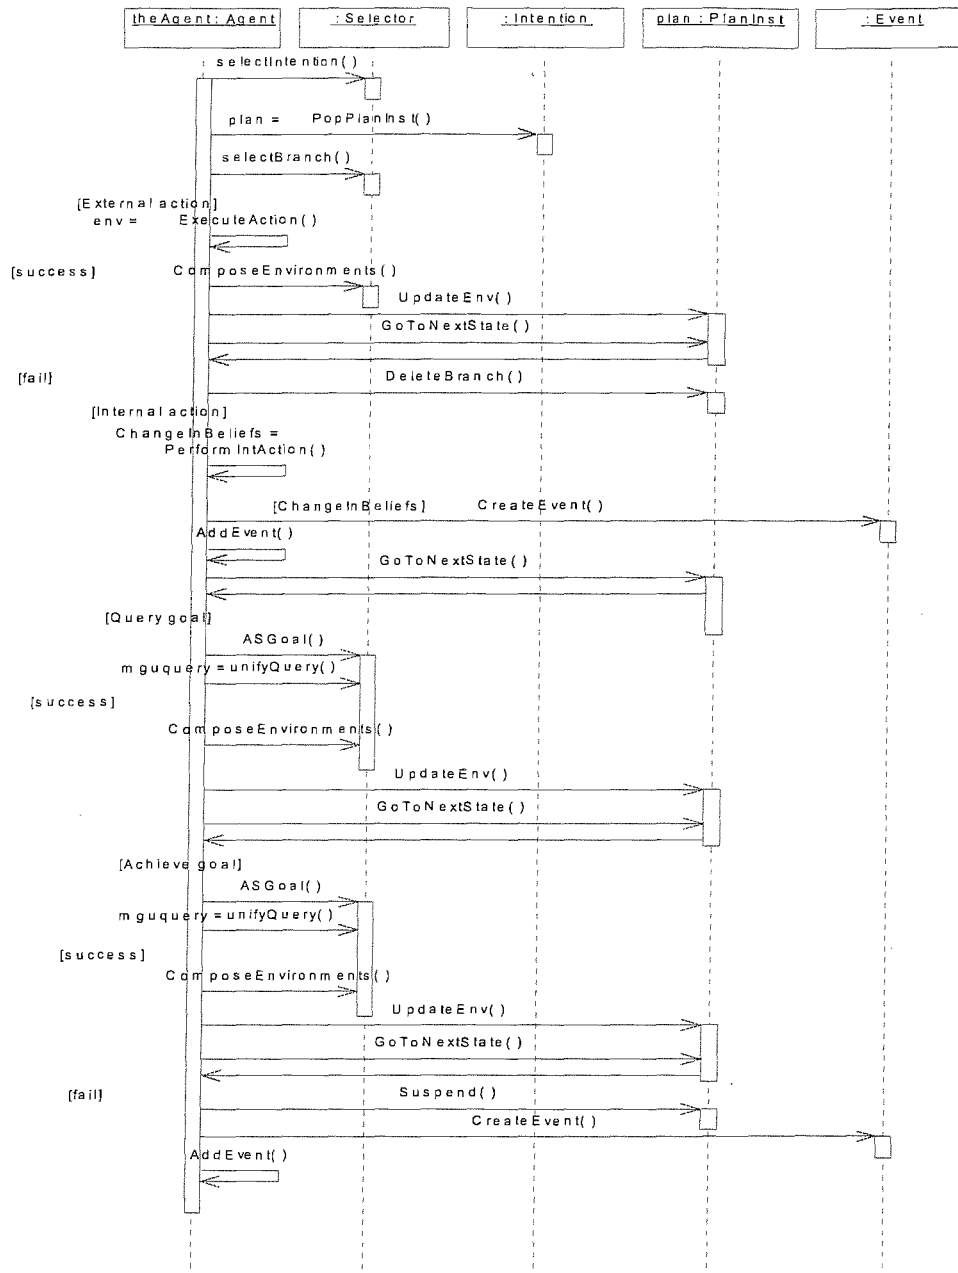 theAgent: Agent
: Selector
: Intention
plan : PlanInst
: Event
selectIntention()
plan = PopPlanInst()
selectBranch()
[External action]
env = ExecuteAction()
[success] ComposeEnvironments()
UpdateEnv()
GoToNextState()
[fail] DeleteBranch()
[Internal action]
ChangeInBeliefs =
PerformIntAction()
[ChangeInBeliefs] CreateEvent()
AddEvent()
GoToNextState()
[Query goal]
ASGoal()
mguquery = unifyQuery()
[success]
ComposeEnvironments()
UpdateEnv()
GoToNextState()
[Achieve goal]
ASGoal()
mguquery = unifyQuery()
[success]
ComposeEnvironments()
UpdateEnv()
GoToNextState()
[fail] Suspend()
CreateEvent()
AddEvent()